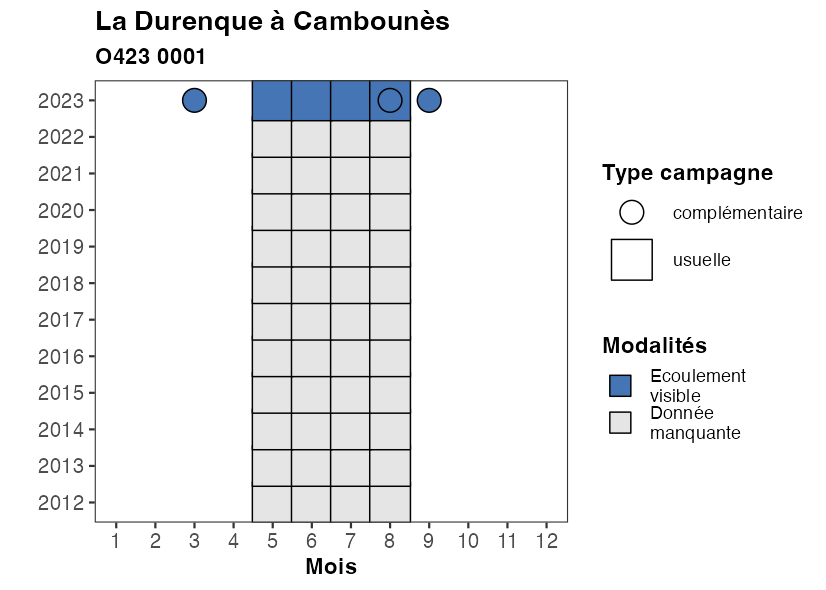 La Durenque à Cambounès
O423 0001
2023
2022
2021
2020
2019
2018
2017
2016
2015
2014
2013
2012
1 2 3 4 5 6 7 8 9 10 11 12
Mois
Type campagne
complémentaire
usuelle
Modalités
Ecoulement
visible
Donnée
manquante